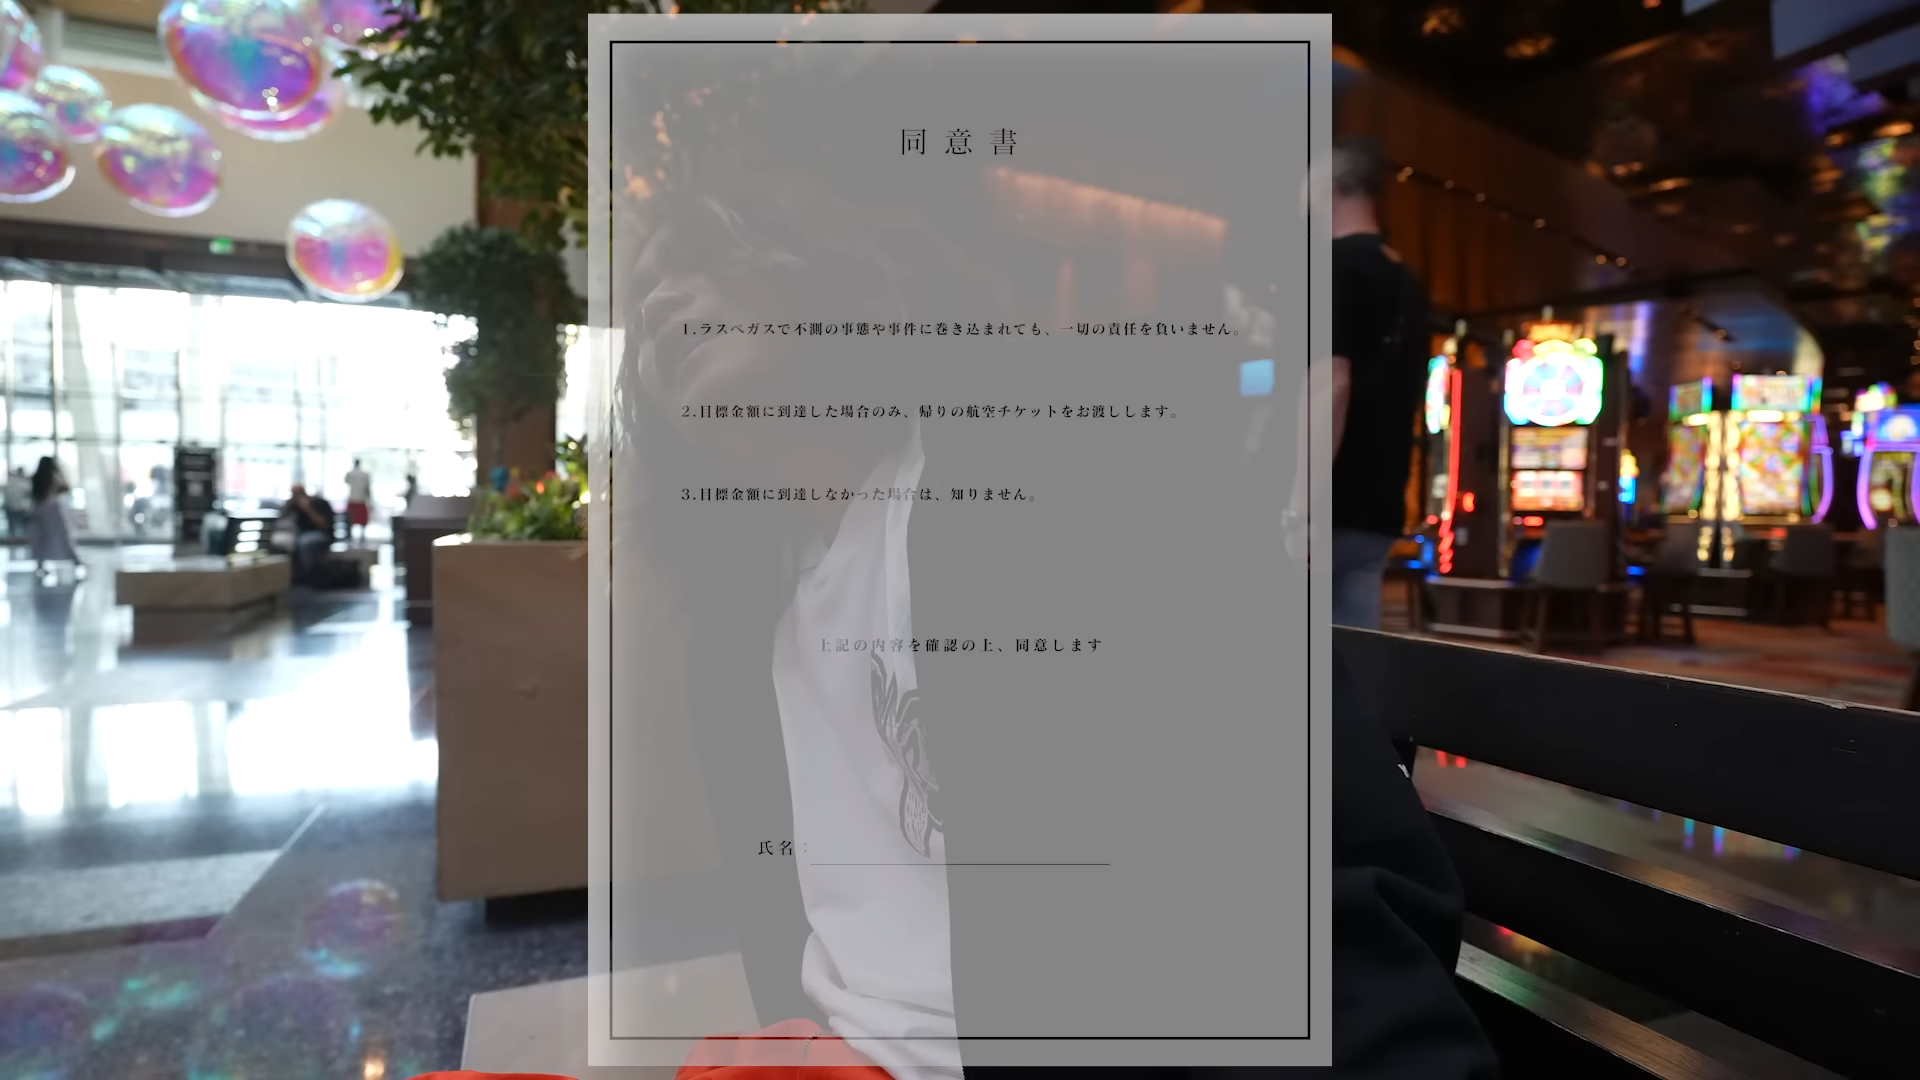 同意書
1.ラスベガスで不測の事態や事件に巻き込まれても、一切の責任を負いません。
2.目標金額に到達した場合のみ、帰りの航空チケットをお渡しします。
3.目標金額に到達しなかった場合は、知りません。
上記の内容を確認の上、同意します
氏名：